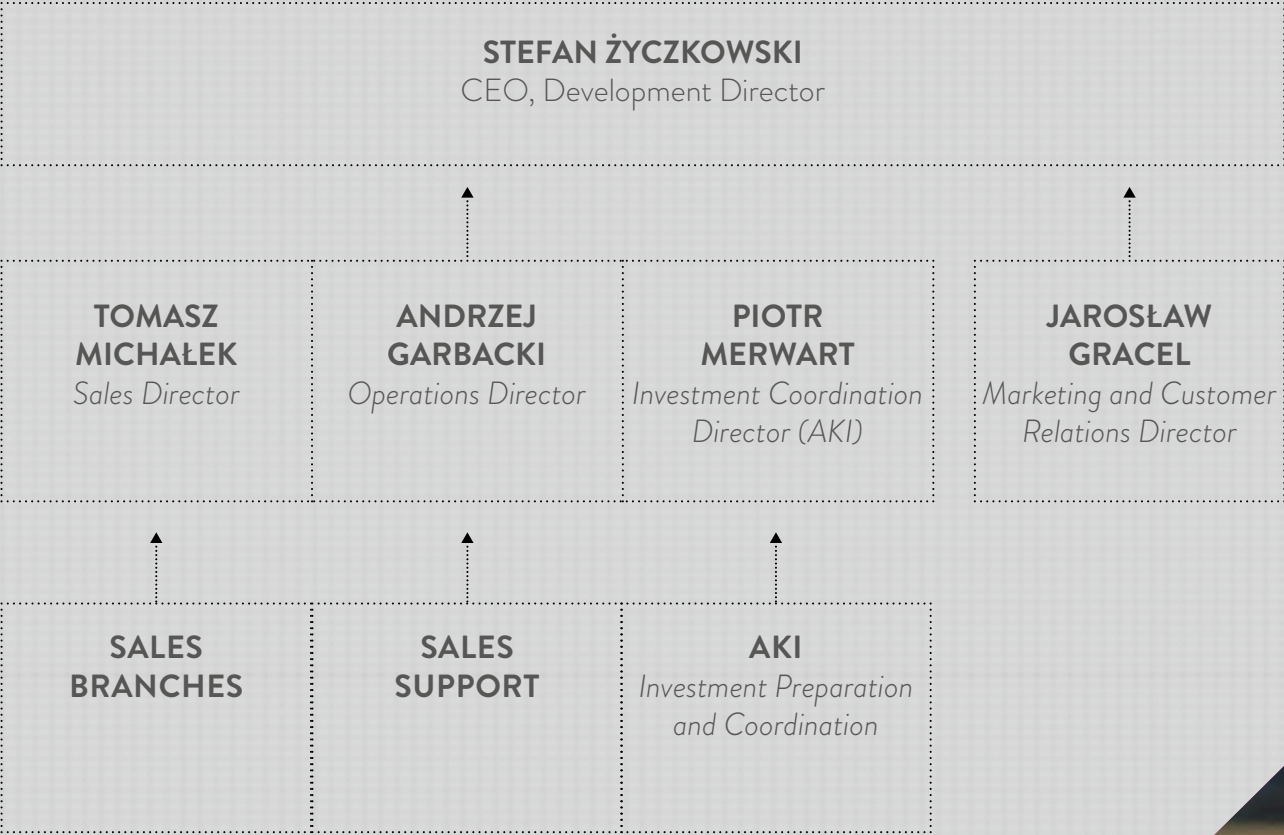 STEFAN ŻYCZKOWSKI
CEO, Development Director
TOMASZ
MICHAŁEK
Sales Director
ANDRZEJ
GARBACKI
Operations Director
PIOTR
MERWART
Investment Coordination
Director (AKI)
JAROSŁAW
GRACEL
Marketing and Customer
Relations Director
SALES
BRANCHES
SALES
SUPPORT
AKI
Investment Preparation
and Coordination